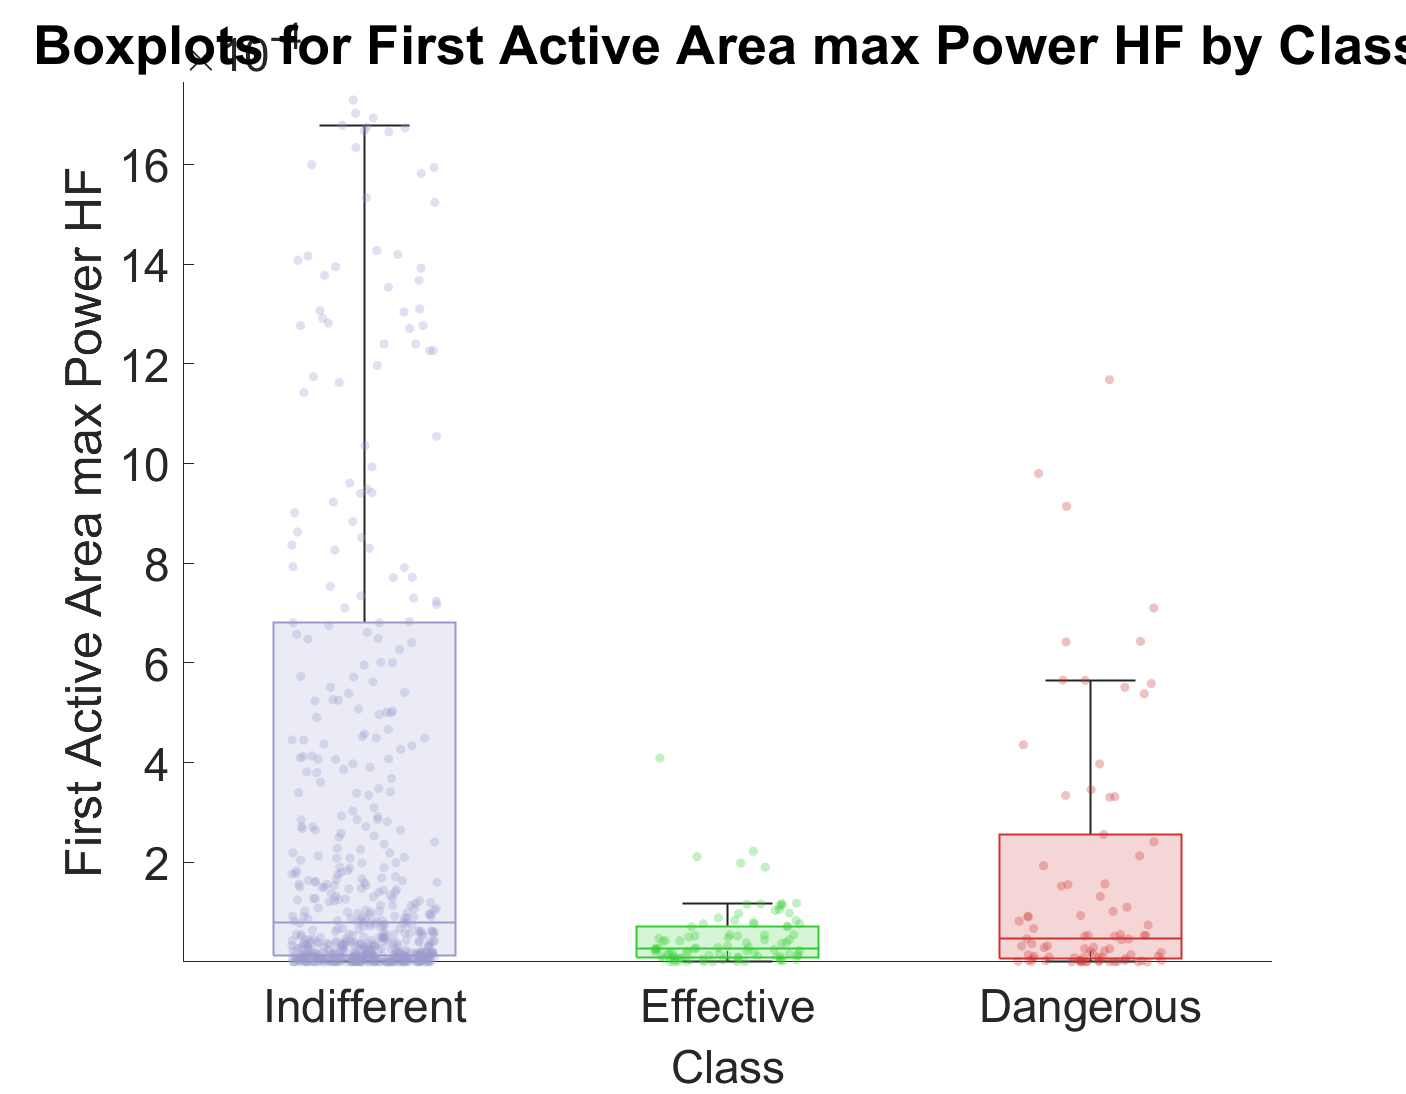 Boxplots for First Active Area max Power HF by Class
First Active Area max Power HF
16
14
12
10
8
6
4
2
Indifferent
Effective
Dangerous
Class